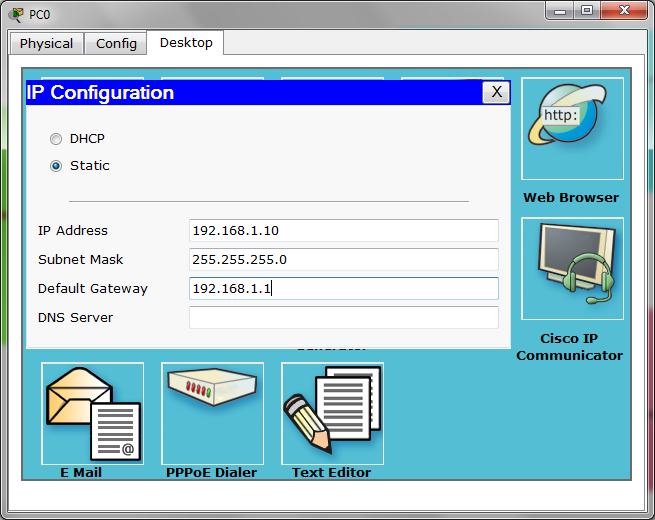 PC0
Physical Config Desktop
IP Configuration X
DHCP
Static
IP Address 192.168.1.10
Subnet Mask 255.255.255.0
Default Gateway 192.168.1.1
DNS Server
http:
Web Browser
Cisco IP
Communicator
@
E Mail
PPPoE Dialer
Text Editor